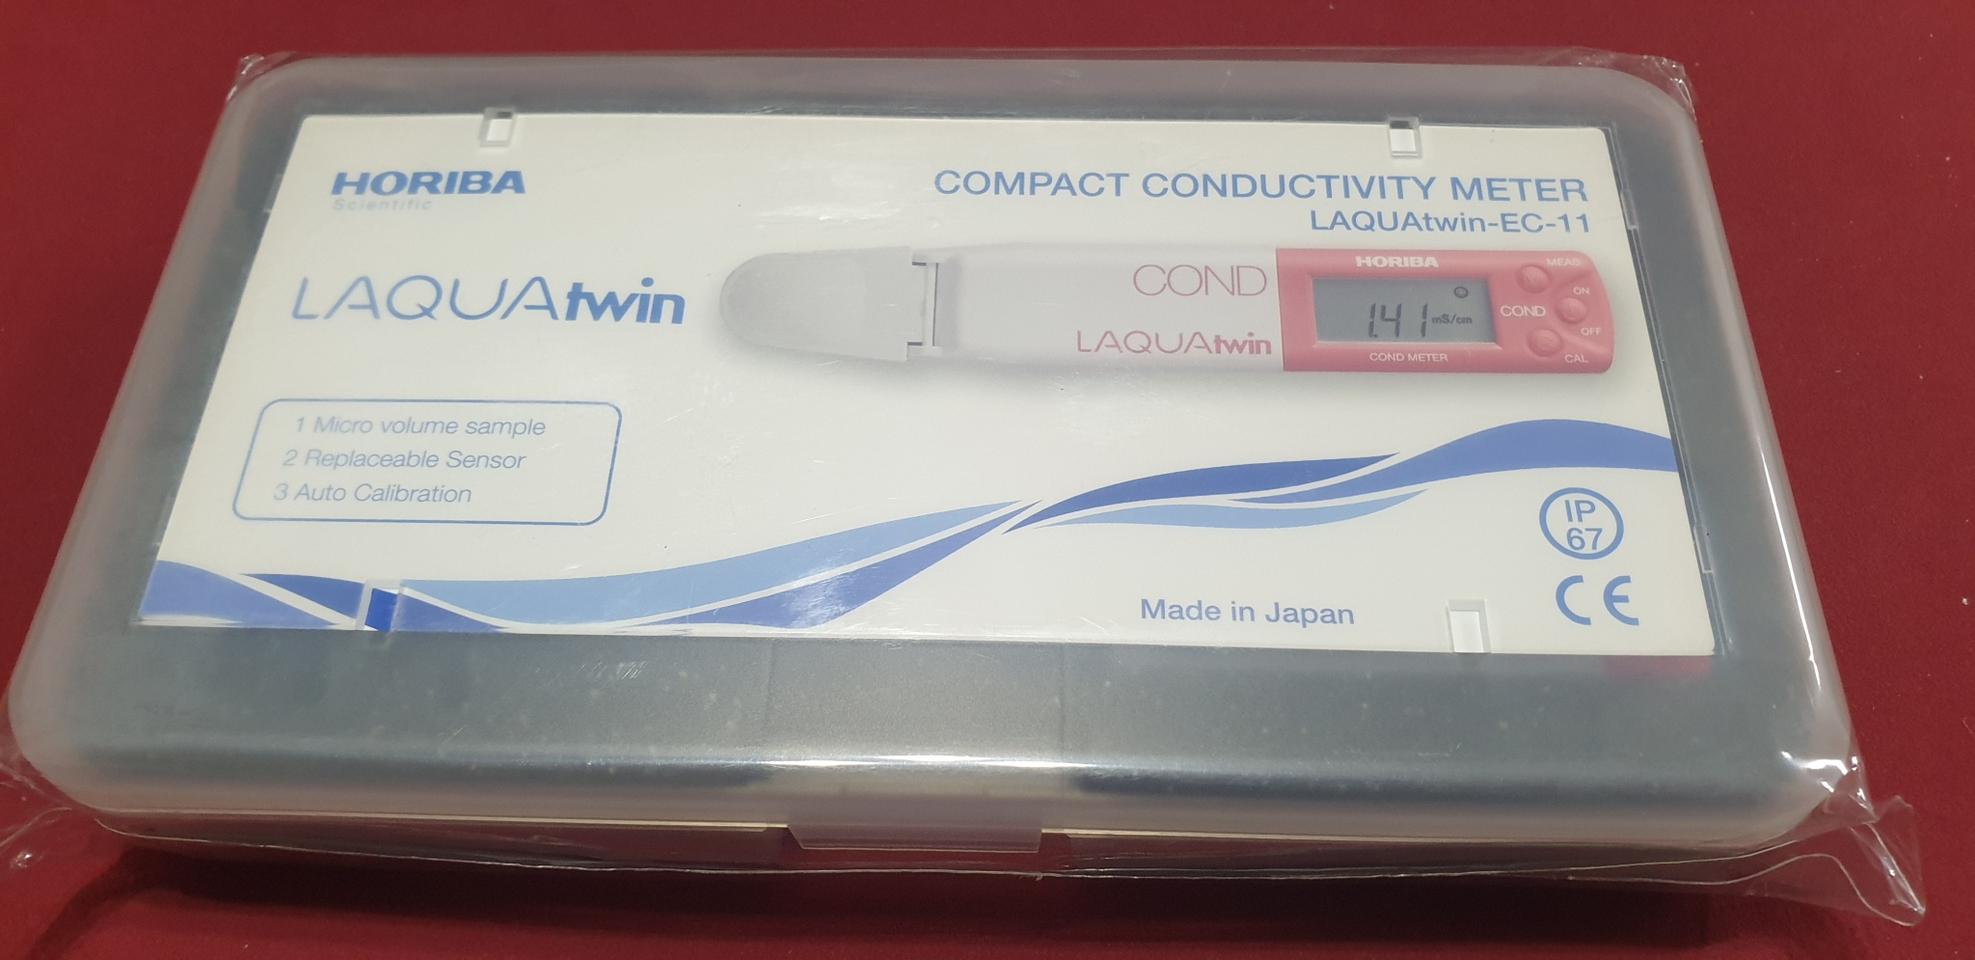 HORIBA
Scientific
COMPACT CONDUCTIVITY METER
LAQUAtwin-EC-11
LAQUAtwin
COND
LAQUAtwin
HORIBA
1.41 mS/cm
COND METER
MEAS
ON
COND
OFF
CAL
1 Micro volume sample
2 Replaceable Sensor
3 Auto Calibration
IP
67
Made in Japan
CE